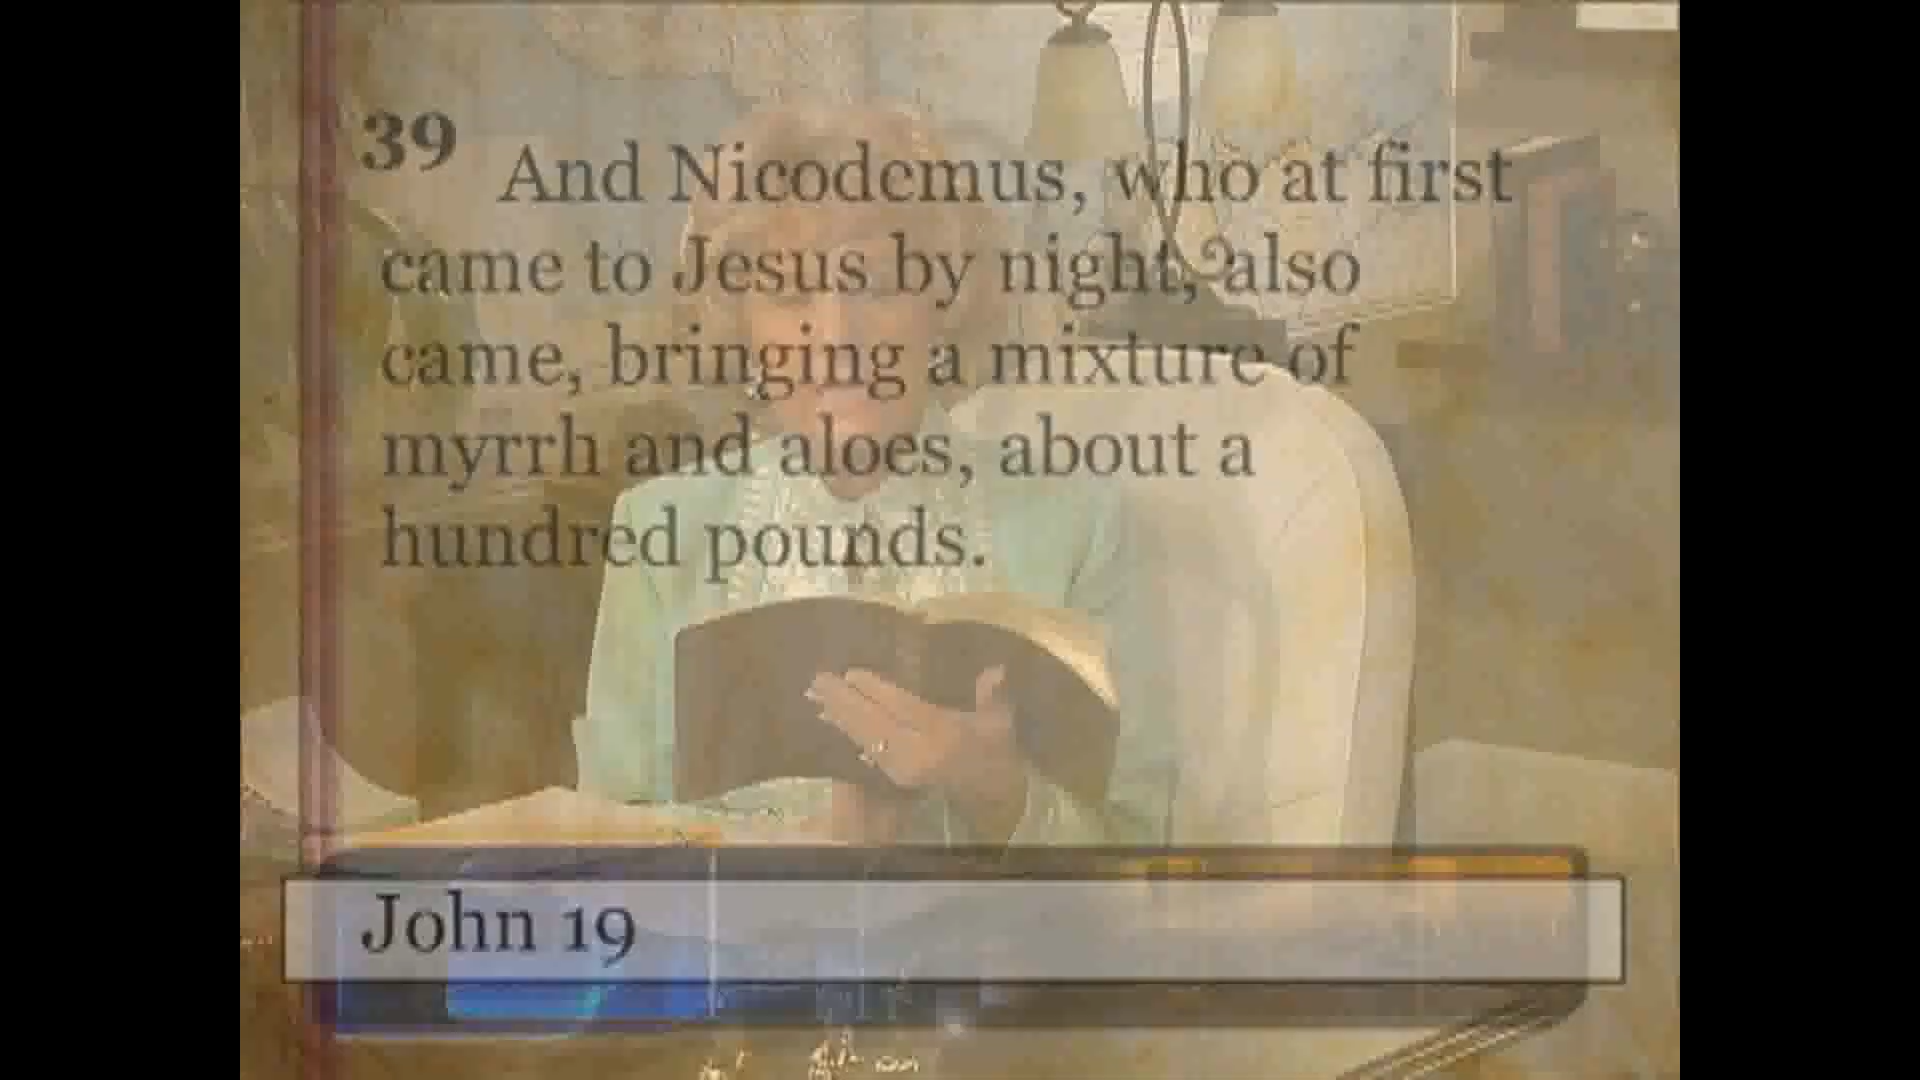 39 And Nicodemus, who at first
came to Jesus by night, also
came, bringing a mixture of
myrrh and aloes, about a
hundred pounds.
John 19